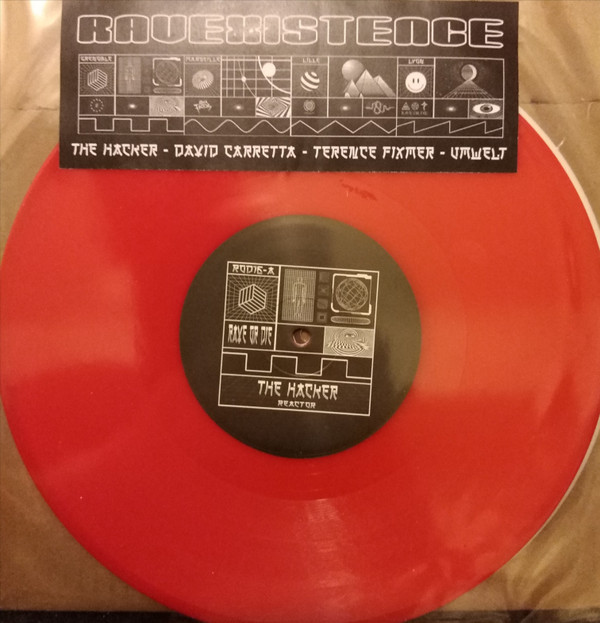 RAVEXISTENCE
GRENOBLE
MARSEILLE
LILLE
LYON
THE HACKER - DAVID CARRETTA - TERENCE FIXMER - UMWELT
ROD16-A
RAVE OR DIE
THE HACKER
REACTOR